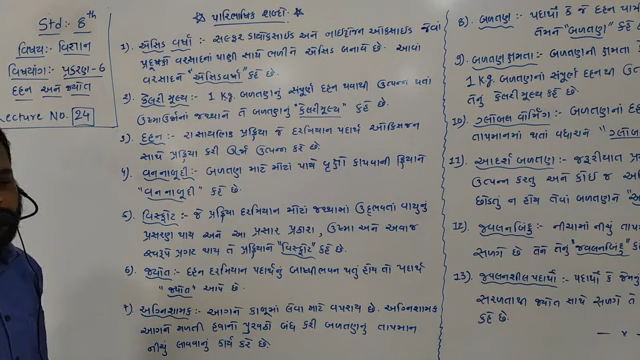 Std: 8th
વિષય:- વિજ્ઞાન
વિષયાંગ:- પ્રકરણ-6
દહન અને જ્યોત
Lecture No. 24
* પારિભાષિક શબ્દો *
1) એસિડ વર્ષા :- સલ્ફર ડાયોક્સાઈડ અને નાઈટ્રોજન ઓક્સાઈડ જેવાં
પ્રદૂષકો વરસાદનાં પાણી સાથે ભળીને એસિડ બનાવે છે. આવાં
વરસાદને "એસિડવર્ષા" કહે છે.
2) કેલરી મૂલ્ય :- 1 Kg. બળતણનું સંપૂર્ણ દહન થવાથી ઉત્પન્ન થતાં
ઉષ્માઉર્જાનાં જથ્થાને તે બળતણનું "કેલરીમૂલ્ય" કહે છે.
3) દહન :- રાસાયણિક પ્રક્રિયા જે દરમિયાન પદાર્થ ઓક્સિજન
સાથે પ્રક્રિયા કરી ઊર્જા ઉત્પન્ન કરે છે.
4) વનનાબૂદી :- બળતણ માટે મોટાં પાયે વૃક્ષો કાપવાની ક્રિયાને
"વનનાબૂદી" કહે છે.
5) વિસ્ફોટ :- જે પ્રક્રિયા દરમિયાન મોટાં જથ્થામાં ઉદ્દભવતાં વાયુનું
પ્રસરણ થાય અને આ પ્રસાર પ્રકાશ, ઉષ્મા અને અવાજ
સ્વરૂપે પ્રગટ થાય તે પ્રક્રિયાને "વિસ્ફોટ" કહે છે.
6) જ્યોત :- દહન દરમિયાન પદાર્થનું બાષ્પીભવન થતું હોય તો પદાર્થ
"જ્યોત" આપે છે.
7) અગ્નિશામક :- આગને કાબૂમાં લેવા માટે વપરાય છે. અગ્નિશામક
આગને મળતી હવાનો પુરવઠો બંધ કરી બળતણનું તાપમાન
નીચું લાવવાનું કાર્ય કરે છે.
8) બળતણ :- પદાર્થો કે જે દહન પામે
તેમને "બળતણ" કહે છે.
9) બળતણ ક્ષમતા :- બળતણની ક્ષમતા
1 Kg બળતણનાં સંપૂર્ણ દહનથી
તેનું કેલરી મૂલ્ય કહે છે.
10) ગ્લોબલ વોર્મિંગ :- બળતણનાં
તાપમાનમાં થતાં વધારાને
11) આદર્શ બળતણ :- જરૂરીયાત
ઉત્પન્ન કરતું અને કોઈ જ
છોડતું ન હોય તેવાં બળતણને
12) જ્વલનબિંદુ :- નીચામાં નીચું
સળગે છે તેને તેનું "જ્વલનબિંદુ"
13) જ્વલનશીલ પદાર્થો :- પદાર્થો કે જેમનું
સરળતાથી જ્યોત સાથે સળગે
કહે છે.